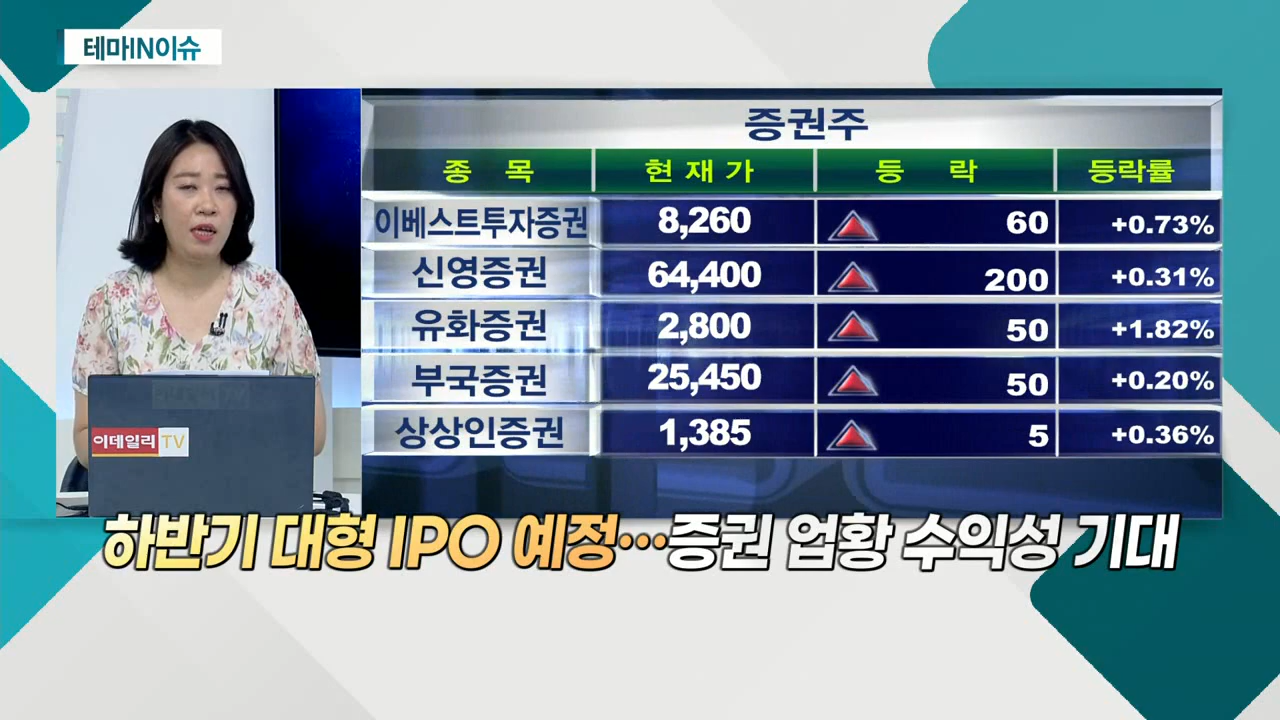 테마IN이슈
증권주
종 목 현 재 가 등 락 등락률
이베스트투자증권 8,260 ▲ 60 +0.73%
신영증권 64,400 ▲ 200 +0.31%
유화증권 2,800 ▲ 50 +1.82%
부국증권 25,450 ▲ 50 +0.20%
상상인증권 1,385 ▲ 5 +0.36%
이데일리TV
하반기 대형 IPO 예정…증권 업황 수익성 기대